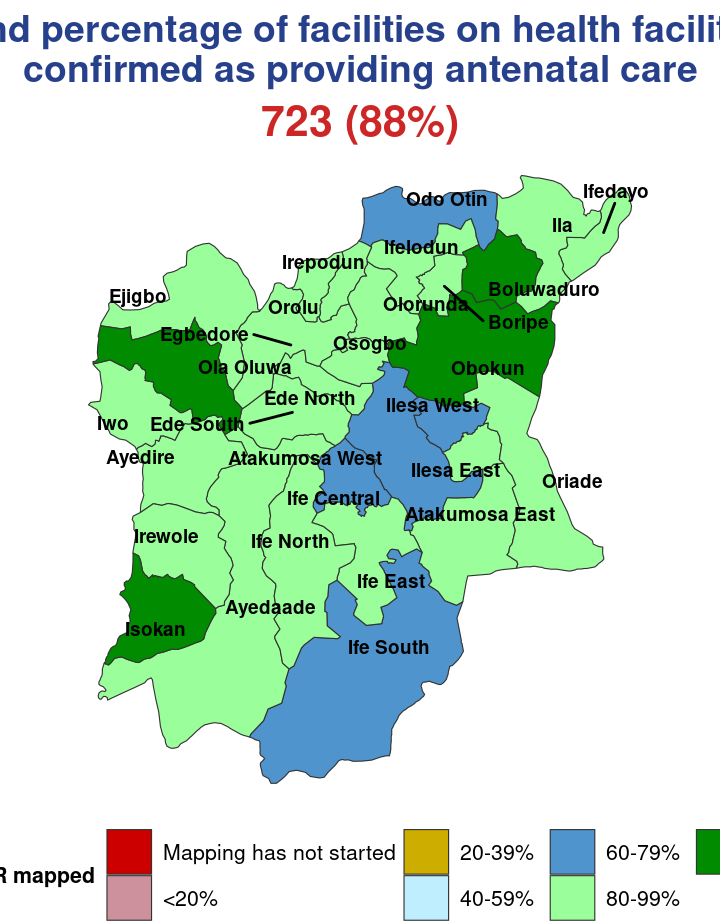 nd percentage of facilities on health facilit
confirmed as providing antenatal care
723 (88%)
Ifedayo
Odo Otin
Ila
Ifelodun
Irepodun
Boluwaduro
Ejigbo
Orolu
Olorunda
Boripe
Egbedore
Osogbo
Ola Oluwa
Obokun
Ede North
Ilesa West
Iwo
Ede South
Ayedire
Atakumosa West
Ilesa East
Oriade
Ife Central
Atakumosa East
Irewole
Ife North
Ife East
Ayedaade
Isokan
Ife South
R mapped
Mapping has not started
20-39%
60-79%
<20%
40-59%
80-99%